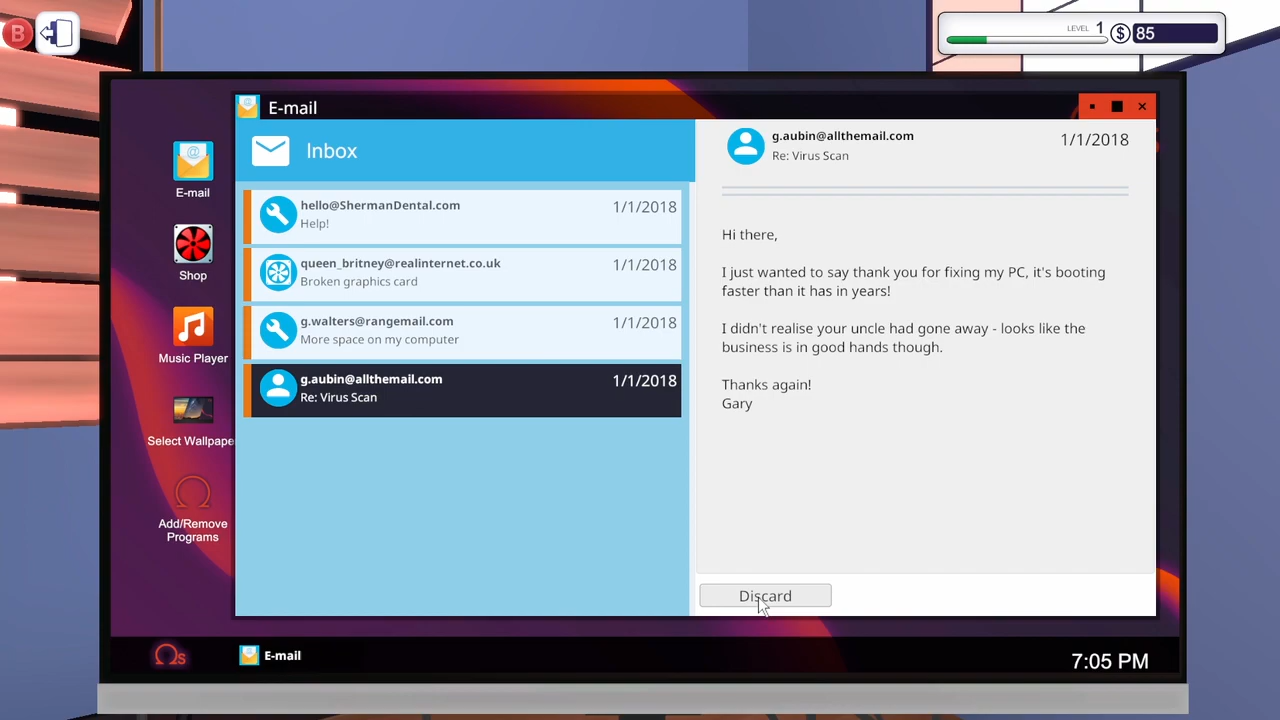 B
LEVEL 1
$ 85
E-mail
Inbox
hello@ShermanDental.com 1/1/2018
Help!
queen_britney@realinternet.co.uk 1/1/2018
Broken graphics card
g.walters@rangemail.com 1/1/2018
More space on my computer
g.aubin@allthemail.com 1/1/2018
Re: Virus Scan
g.aubin@allthemail.com 1/1/2018
Re: Virus Scan
Hi there,
I just wanted to say thank you for fixing my PC, it's booting
faster than it has in years!
I didn't realise your uncle had gone away - looks like the
business is in good hands though.
Thanks again!
Gary
Discard
E-mail
Shop
Music Player
Select Wallpape
Add/Remove
Programs
Ωs
E-mail
7:05 PM